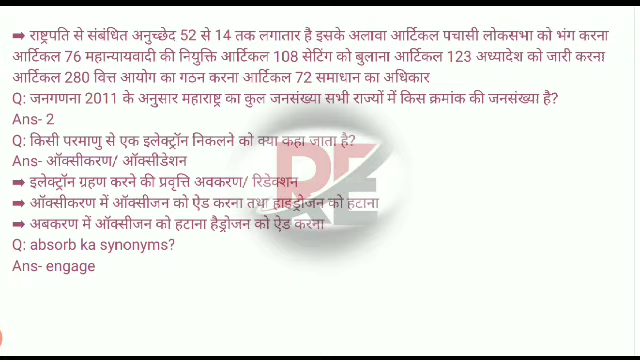 ➡ राष्ट्रपति से संबंधित अनुच्छेद 52 से 14 तक लगातार है इसके अलावा आर्टिकल पचासी लोकसभा को भंग करना
आर्टिकल 76 महान्यायवादी की नियुक्ति आर्टिकल 108 सेटिंग को बुलाना आर्टिकल 123 अध्यादेश को जारी करना
आर्टिकल 280 वित्त आयोग का गठन करना आर्टिकल 72 समाधान का अधिकार
Q: जनगणना 2011 के अनुसार महाराष्ट्र का कुल जनसंख्या सभी राज्यों में किस क्रमांक की जनसंख्या है?
Ans- 2
Q: किसी परमाणु से एक इलेक्ट्रॉन निकलने को क्या कहा जाता है?
Ans- ऑक्सीकरण/ ऑक्सीडेशन
➡ इलेक्ट्रॉन ग्रहण करने की प्रवृत्ति अवकरण/ रिडेक्शन
➡ ऑक्सीकरण में ऑक्सीजन को ऐड करना तथा हाइड्रोजन को हटाना
➡ अबकरण में ऑक्सीजन को हटाना हैड्रोजन को ऐड करना
Q: absorb ka synonyms?
Ans- engage